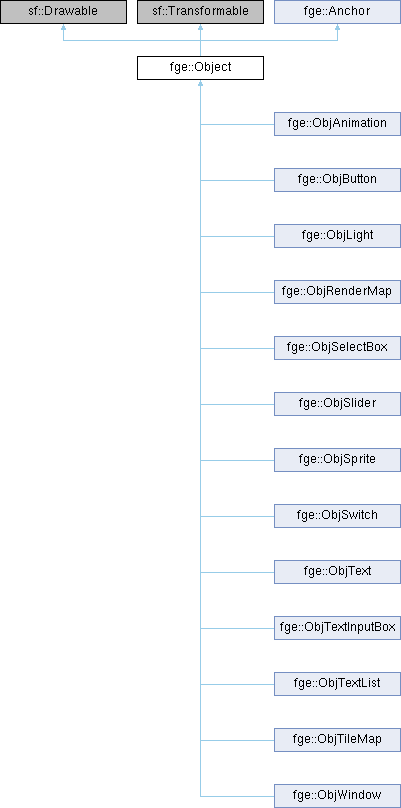 sf::Drawable
sf::Transformable
fge::Anchor
fge::Object
fge::ObjAnimation
fge::ObjButton
fge::ObjLight
fge::ObjRenderMap
fge::ObjSelectBox
fge::ObjSlider
fge::ObjSprite
fge::ObjSwitch
fge::ObjText
fge::ObjTextInputBox
fge::ObjTextList
fge::ObjTileMap
fge::ObjWindow